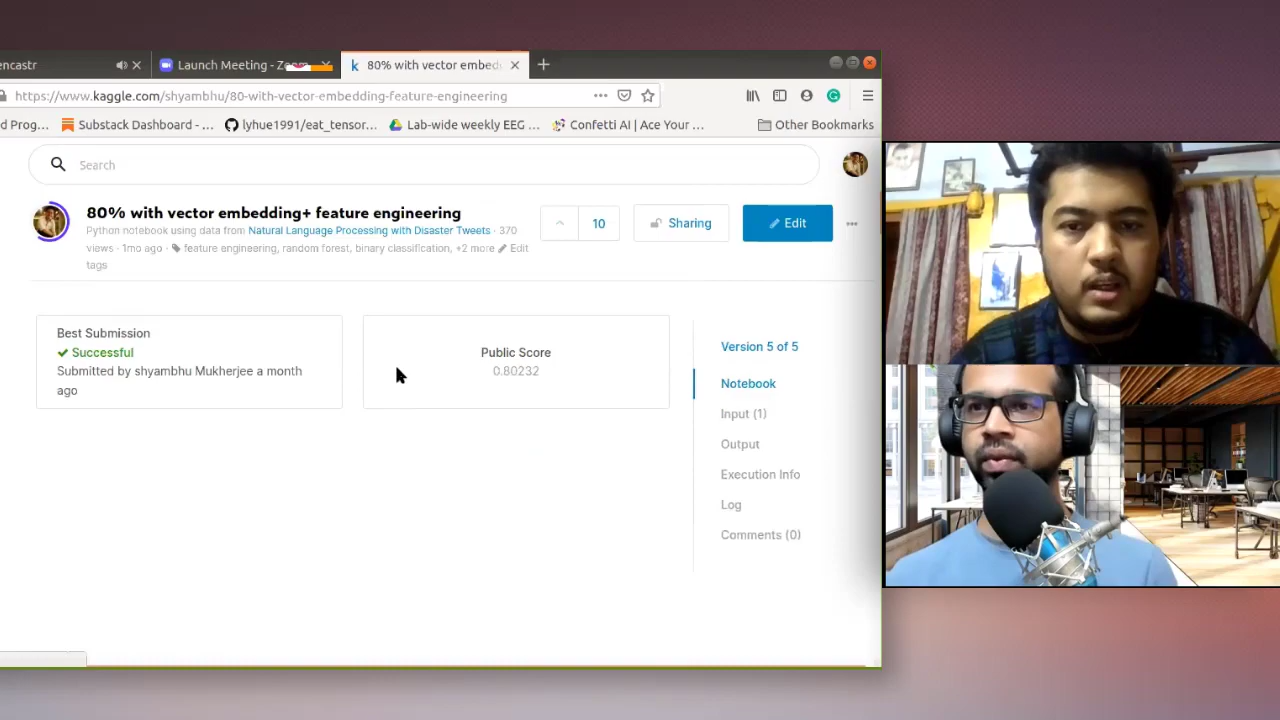 encastr
Launch Meeting - Zoom
80% with vector embed
https://www.kaggle.com/shyambhu/80-with-vector-embedding-feature-engineering
d Prog... Substack Dashboard - ... lyhue1991/eat_tensor... Lab-wide weekly EEG ... Confetti AI | Ace Your ... Other Bookmarks
Search
80% with vector embedding+ feature engineering
Python notebook using data from Natural Language Processing with Disaster Tweets · 370
views · 1mo ago · feature engineering, random forest, binary classification, +2 more Edit
tags
10
Sharing
Edit
Best Submission
Successful
Submitted by shyambhu Mukherjee a month
ago
Public Score
0.80232
Version 5 of 5
Notebook
Input (1)
Output
Execution Info
Log
Comments (0)